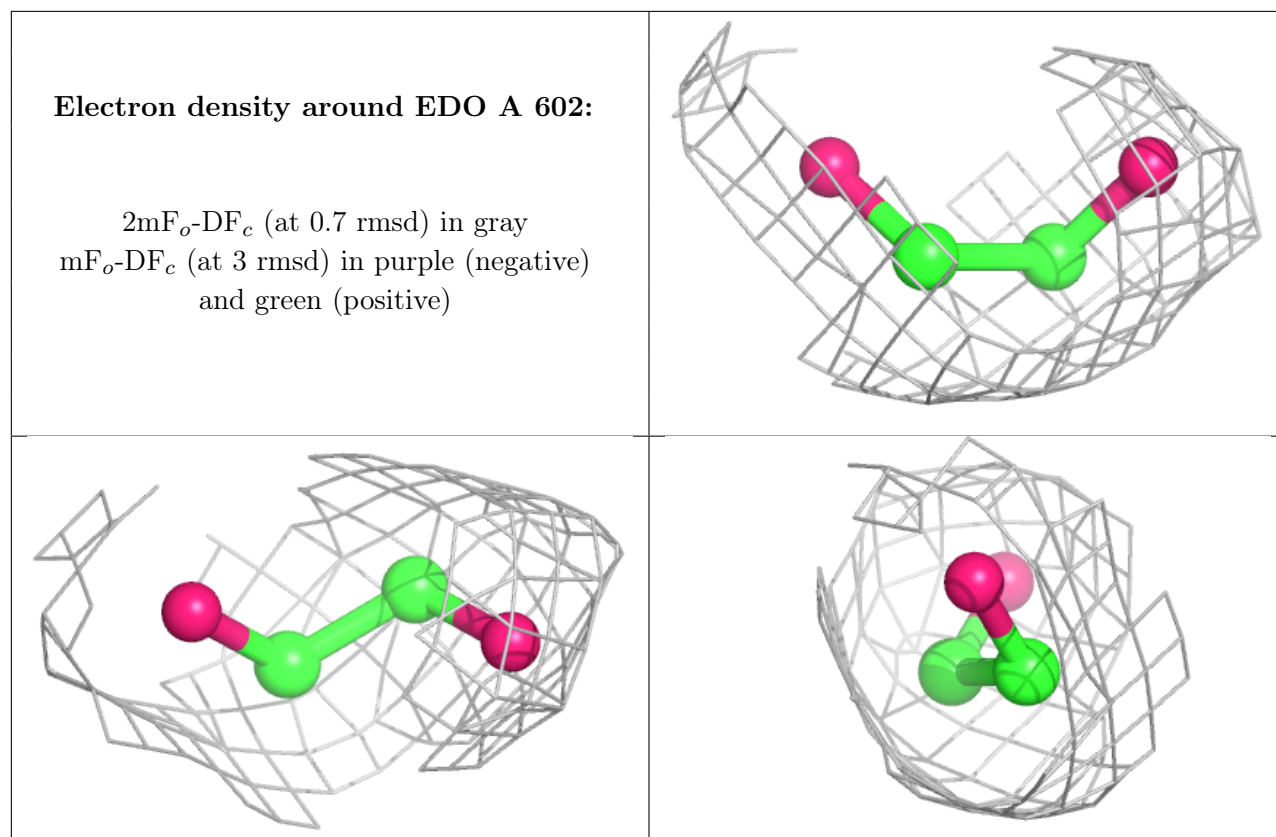 Electron density around EDO A 602:
2mFo-DFc (at 0.7 rmsd) in gray
mFo-DFc (at 3 rmsd) in purple (negative)
and green (positive)